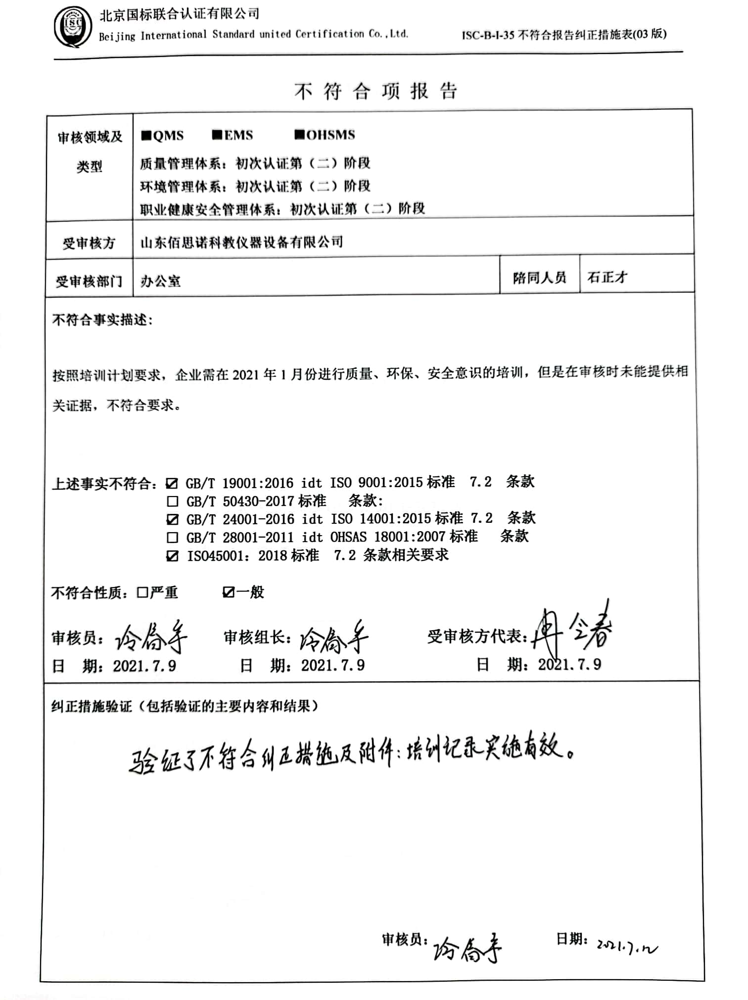 ISC
北京国标联合认证有限公司
Beijing International Standard united Certification Co.,Ltd.
ISC-B-I-35 不符合报告纠正措施表(03 版)
不 符 合 项 报 告
审核领域及类型
■QMS ■EMS ■OHSMS
质量管理体系：初次认证第（二）阶段
环境管理体系：初次认证第（二）阶段
职业健康安全管理体系：初次认证第（二）阶段
受审核方 山东佰思诺科教仪器设备有限公司
受审核部门 办公室 陪同人员 石正才
不符合事实描述：
按照培训计划要求，企业需在 2021 年 1 月份进行质量、环保、安全意识的培训，但是在审核时未能提供相
关证据，不符合要求。
上述事实不符合：☑ GB/T 19001:2016 idt ISO 9001:2015 标准 7.2 条款
□ GB/T 50430-2017 标准 条款：
☑ GB/T 24001-2016 idt ISO 14001:2015 标准 7.2 条款
□ GB/T 28001-2011 idt OHSAS 18001:2007 标准 条款
☑ ISO45001：2018 标准 7.2 条款相关要求
不符合性质：□严重 ☑一般
审核员： 审核组长： 受审核方代表：
日 期：2021.7.9 日 期：2021.7.9 日 期：2021.7.9
纠正措施验证（包括验证的主要内容和结果）
验证了不符合纠正措施及附件：培训记录实施有效。
审核员： 日期：2021.7.12